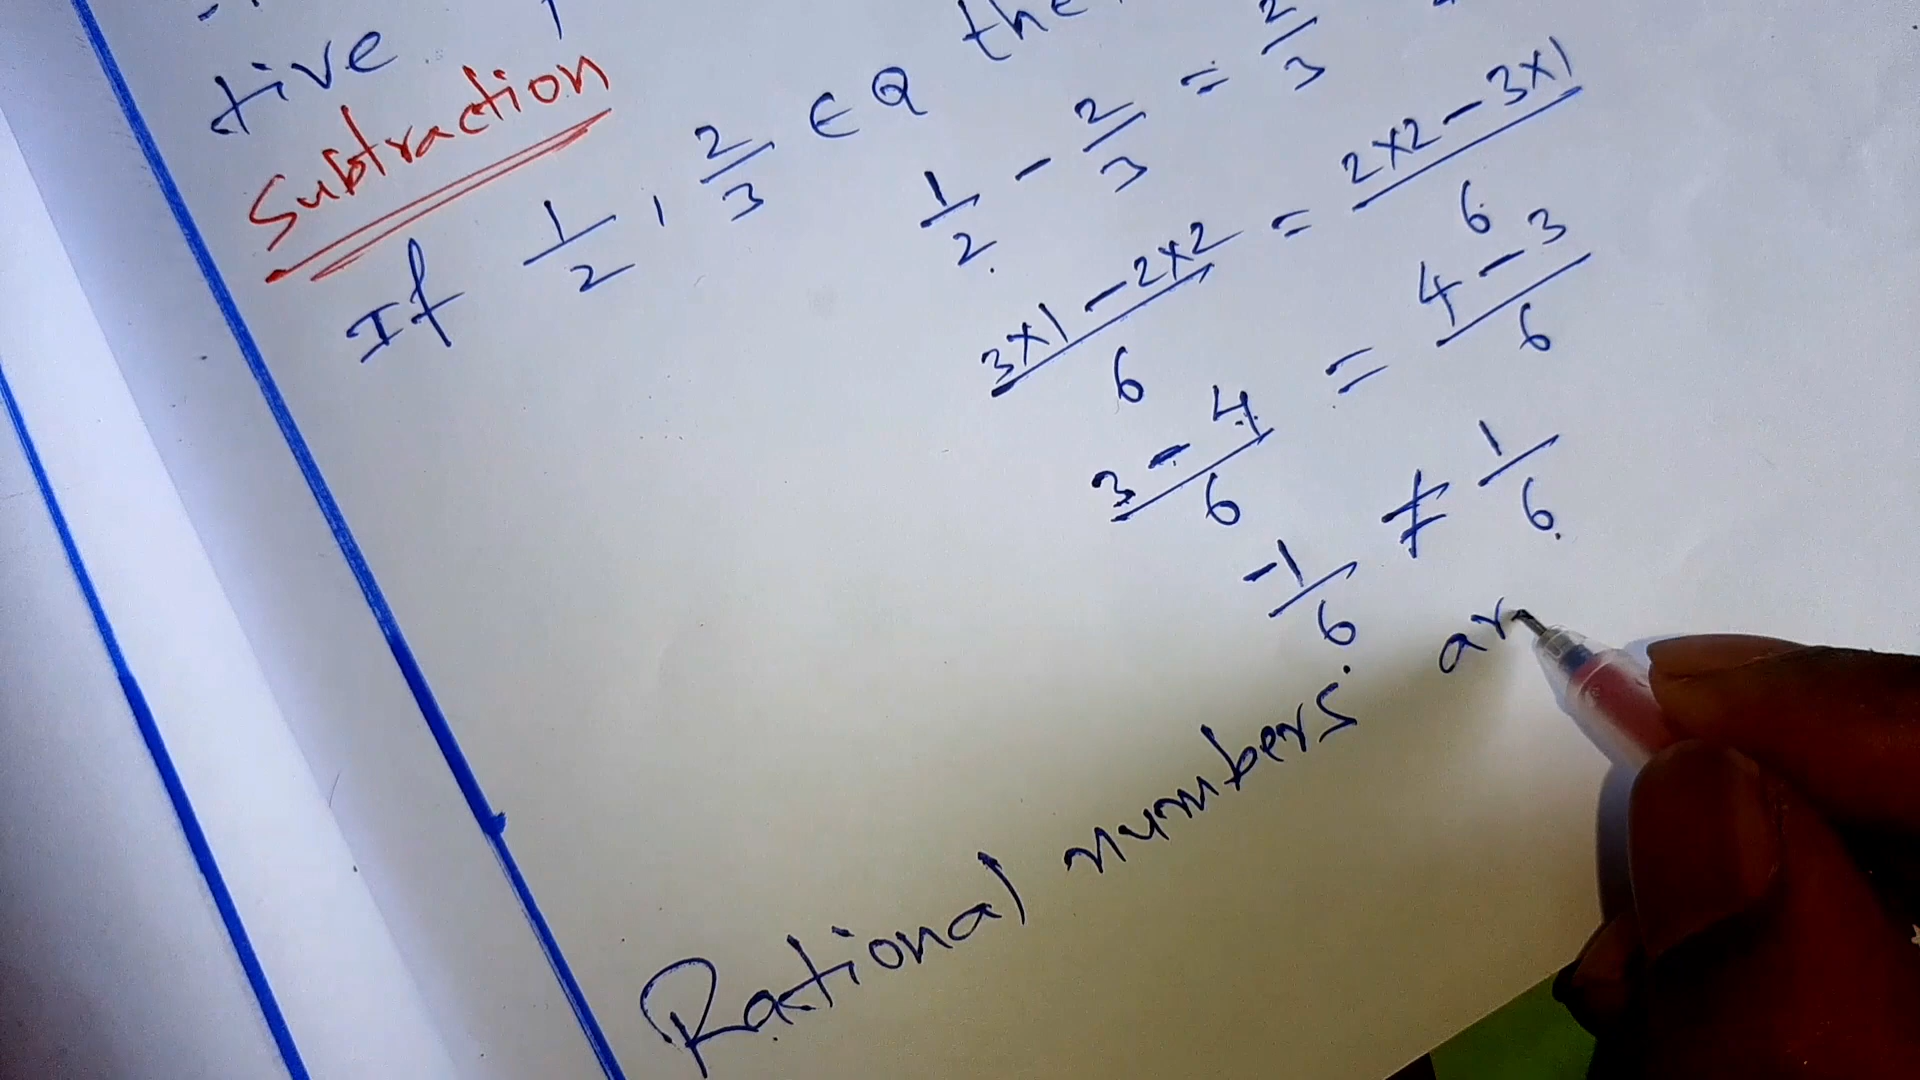 tive
Subtraction
If 1/2 , 2/3 ∈ Q the
1/2 - 2/3 = 2/3
3×1 - 2×2 / 6 = 2×2 - 3×1 / 6
3 - 4 / 6 = 4 - 3 / 6
-1/6 ≠ 1/6
Rational numbers ar